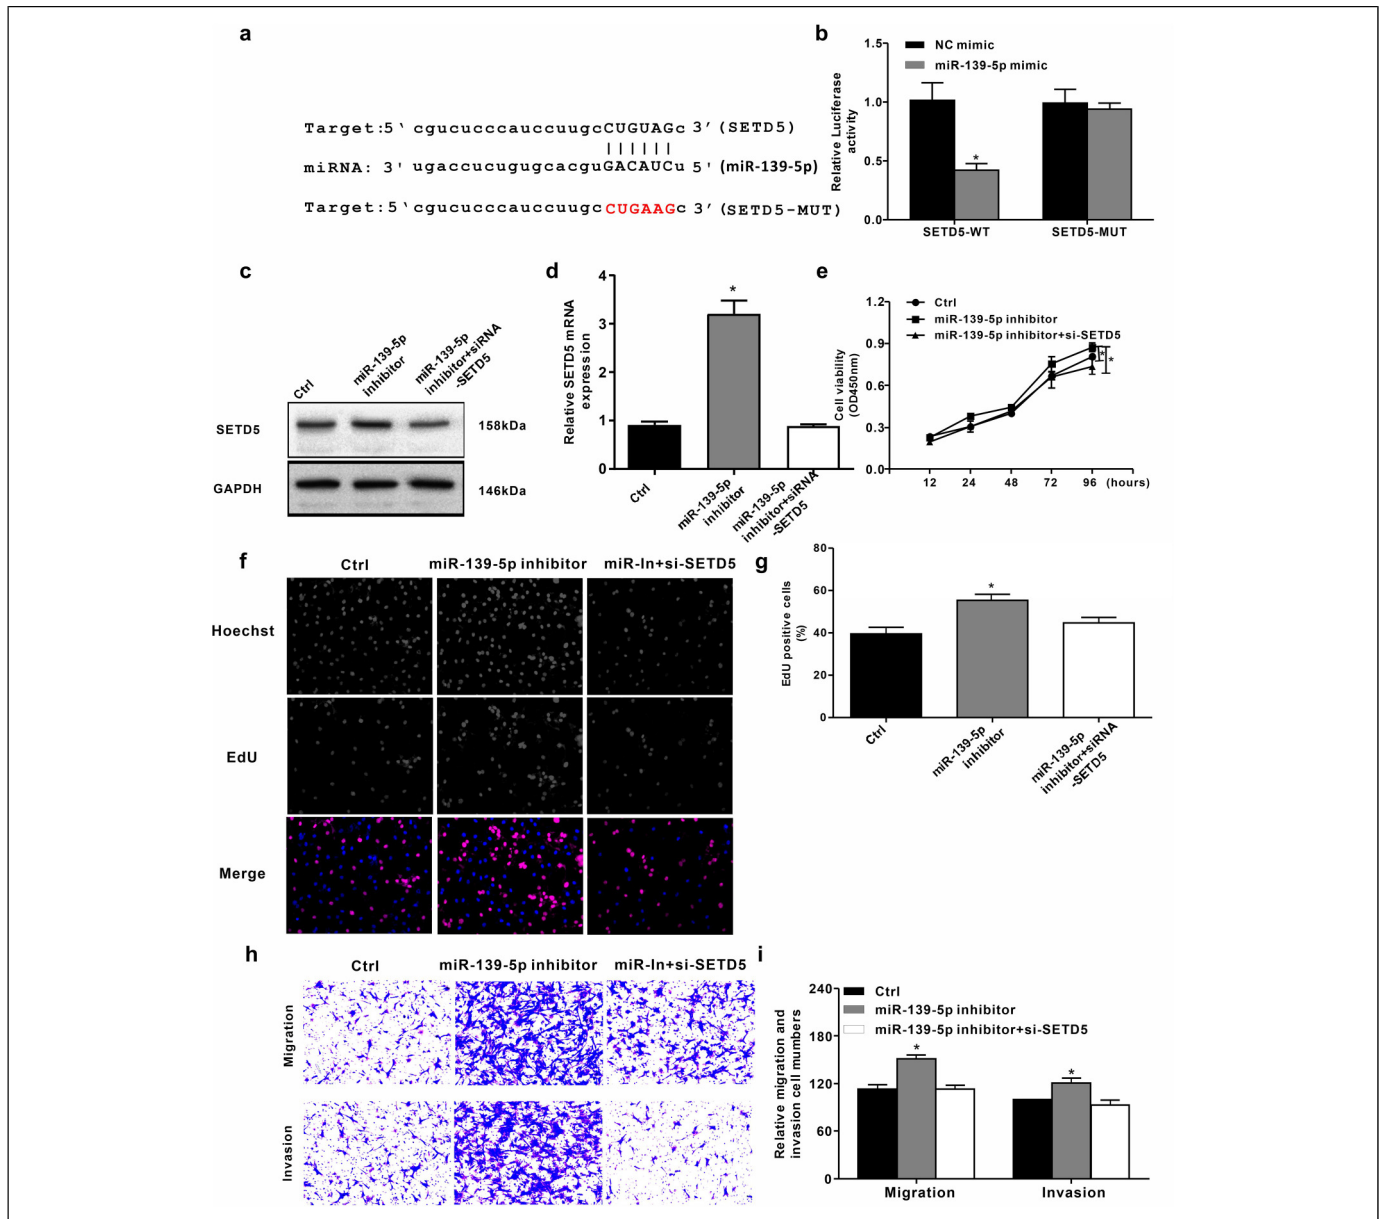 a
Target:5 ‵ cgucucccauccuugcCUGUAGc 3′ (SETD5)
miRNA: 3' ugaccucugugcacguGACAUCu 5' (miR-139-5p)
Target:5 ‵ cgucucccauccuugcCUGAAGc 3′ (SETD5-MUT)
b
NC mimic
miR-139-5p mimic
Relative Luciferase
activity
1.5
1.0
0.5
0.0
*
SETD5-WT
SETD5-MUT
c
Ctrl
miR-139-5p
inhibitor
miR-139-5p
inhibitor+siRNA
-SETD5
SETD5
158kDa
GAPDH
146kDa
d
Relative SETD5 mRNA
expression
4
3
2
1
0
*
Ctrl
miR-139-5p
inhibitor
miR-139-5p
inhibitor+siRNA
-SETD5
e
Ctrl
miR-139-5p inhibitor
miR-139-5p inhibitor+si-SETD5
Cell viability
(OD450nm)
1.2
0.9
0.6
0.3
0.0
*
*
12 24 48 72 96 (hours)
f
Ctrl
miR-139-5p inhibitor
miR-In+si-SETD5
Hoechst
EdU
Merge
g
EdU positive cells
(%)
80
60
40
20
0
*
Ctrl
miR-139-5p
inhibitor
miR-139-5p
inhibitor+siRNA
-SETD5
h
Ctrl
miR-139-5p inhibitor
miR-In+si-SETD5
Migration
Invasion
i
Ctrl
miR-139-5p inhibitor
miR-139-5p inhibitor+si-SETD5
Relative migration and
invasion cell mumbers
240
180
120
60
0
*
*
Migration
Invasion